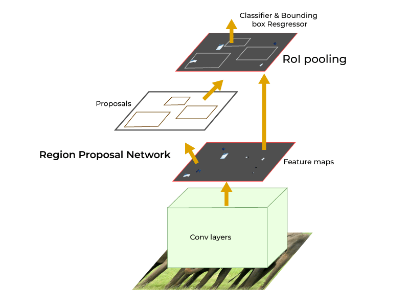 Classifier & Bounding
box Resgressor
RoI pooling
Proposals
Region Proposal Network
Feature maps
Conv layers